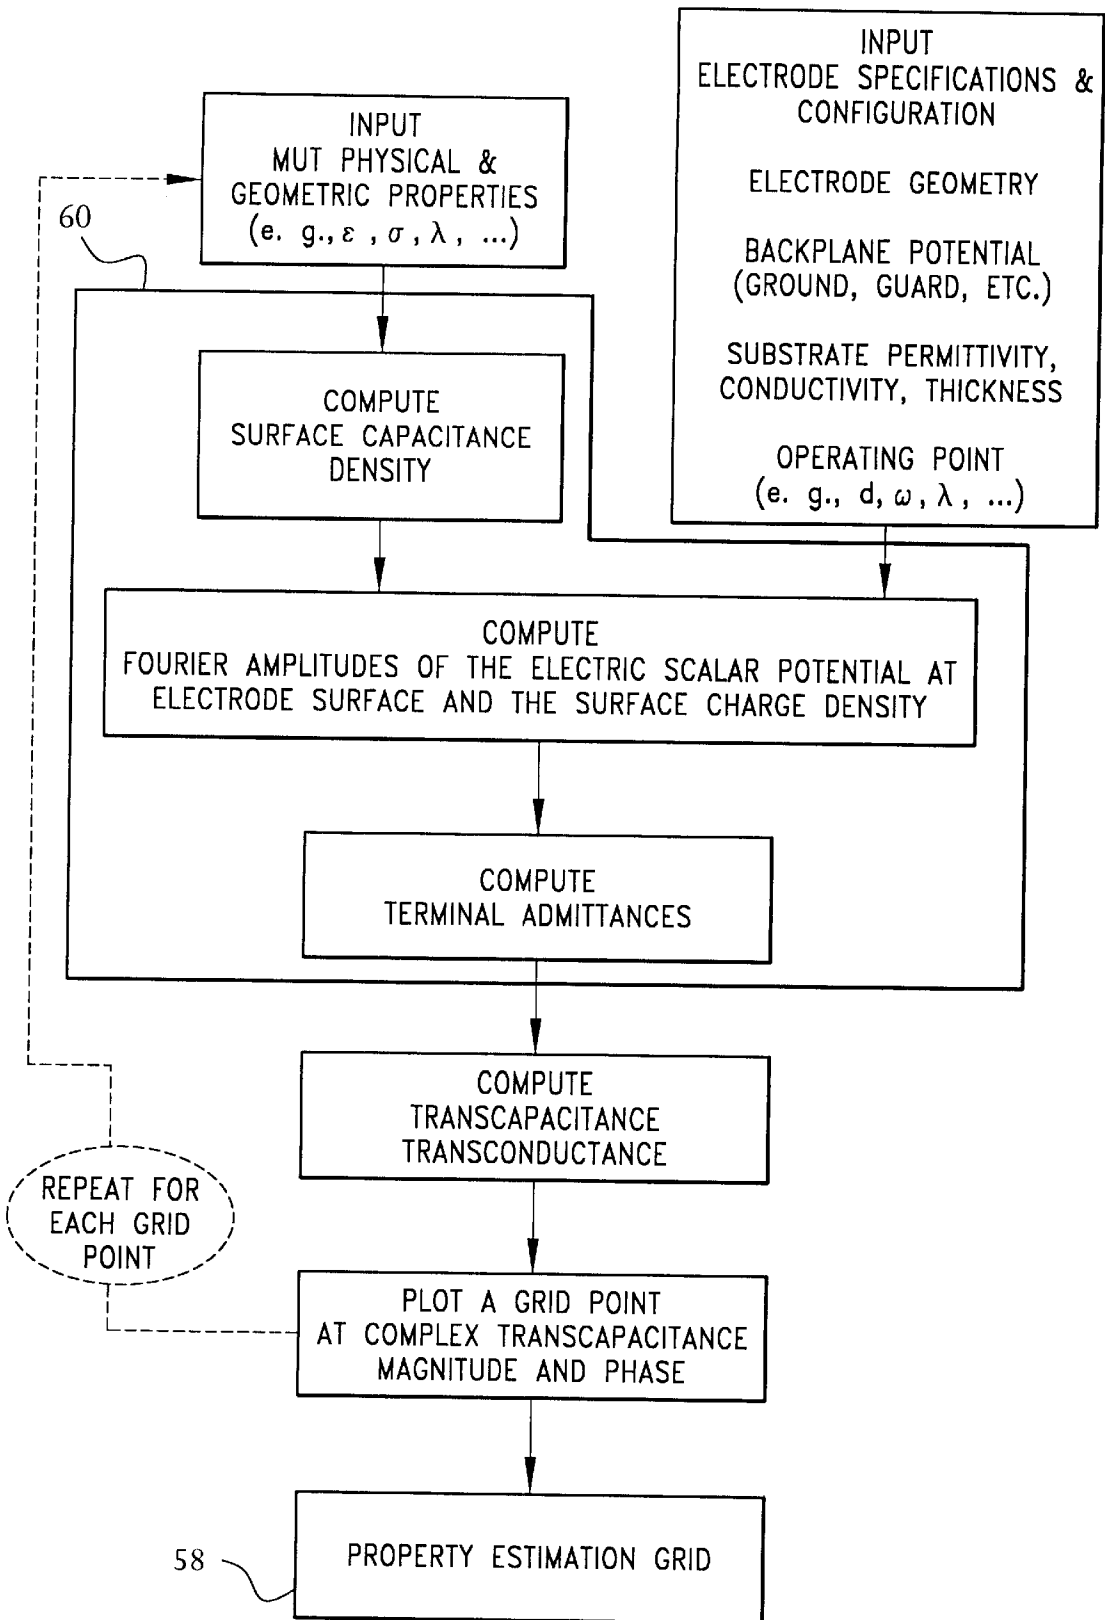 INPUT
ELECTRODE SPECIFICATIONS &
CONFIGURATION
ELECTRODE GEOMETRY
BACKPLANE POTENTIAL
(GROUND, GUARD, ETC.)
SUBSTRATE PERMITTIVITY,
CONDUCTIVITY, THICKNESS
OPERATING POINT
(e. g., d, ω, λ, ...)
INPUT
MUT PHYSICAL &
GEOMETRIC PROPERTIES
(e. g., ε, σ, λ, ...)
60
COMPUTE
SURFACE CAPACITANCE
DENSITY
COMPUTE
FOURIER AMPLITUDES OF THE ELECTRIC SCALAR POTENTIAL AT
ELECTRODE SURFACE AND THE SURFACE CHARGE DENSITY
COMPUTE
TERMINAL ADMITTANCES
COMPUTE
TRANSCAPACITANCE
TRANSCONDUCTANCE
REPEAT FOR
EACH GRID
POINT
PLOT A GRID POINT
AT COMPLEX TRANSCAPACITANCE
MAGNITUDE AND PHASE
PROPERTY ESTIMATION GRID
58